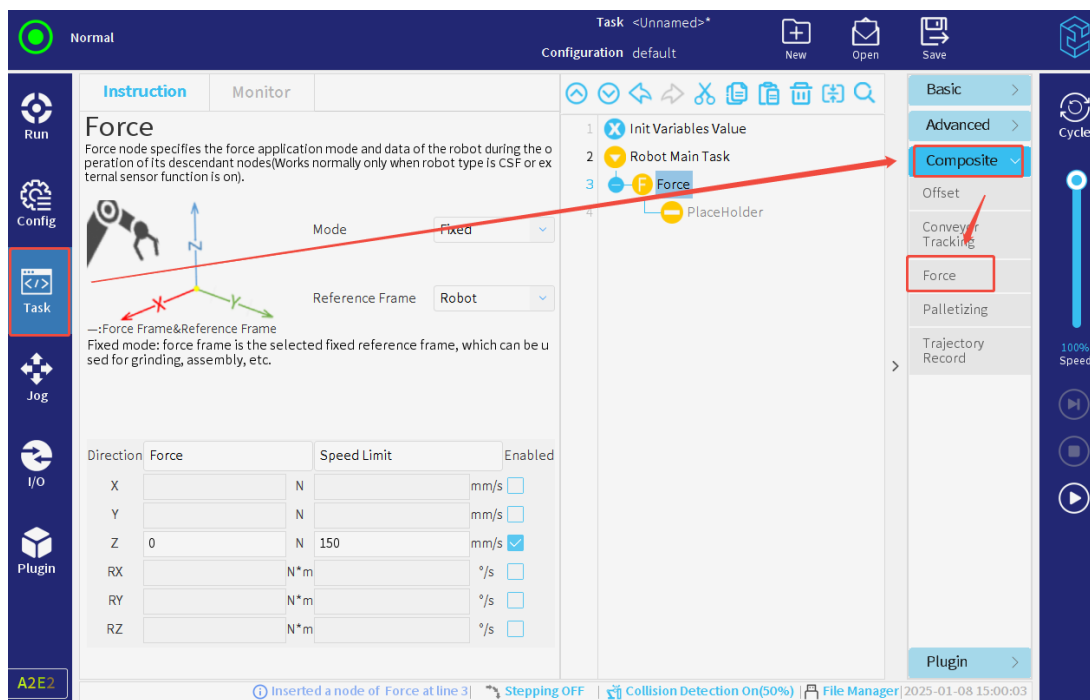 Normal
Task <Unnamed>*
Configuration default
New
Open
Save
Run
Config
Task
Jog
I/O
Plugin
A2E2
Instruction
Monitor
Force
Force node specifies the force application mode and data of the robot during the o
peration of its descendant nodes(Works normally only when robot type is CSF or ex
ternal sensor function is on).
Z
X
Y
Mode Fixed
Reference Frame Robot
—:Force Frame&Reference Frame
Fixed mode: force frame is the selected fixed reference frame, which can be u
sed for grinding, assembly, etc.
Direction Force Speed Limit Enabled
X N mm/s
Y N mm/s
Z 0 N 150 mm/s
RX N*m °/s
RY N*m °/s
RZ N*m °/s
1 Init Variables Value
2 Robot Main Task
3 F Force
4 PlaceHolder
Basic >
Advanced >
Composite
Offset
Conveyor
Tracking
Force
Palletizing
Trajectory
Record
>
Plugin >
Cycle
100%
Speed
Inserted a node of Force at line 3| Stepping OFF | Collision Detection On(50%) | File Manager| 2025-01-08 15:00:03